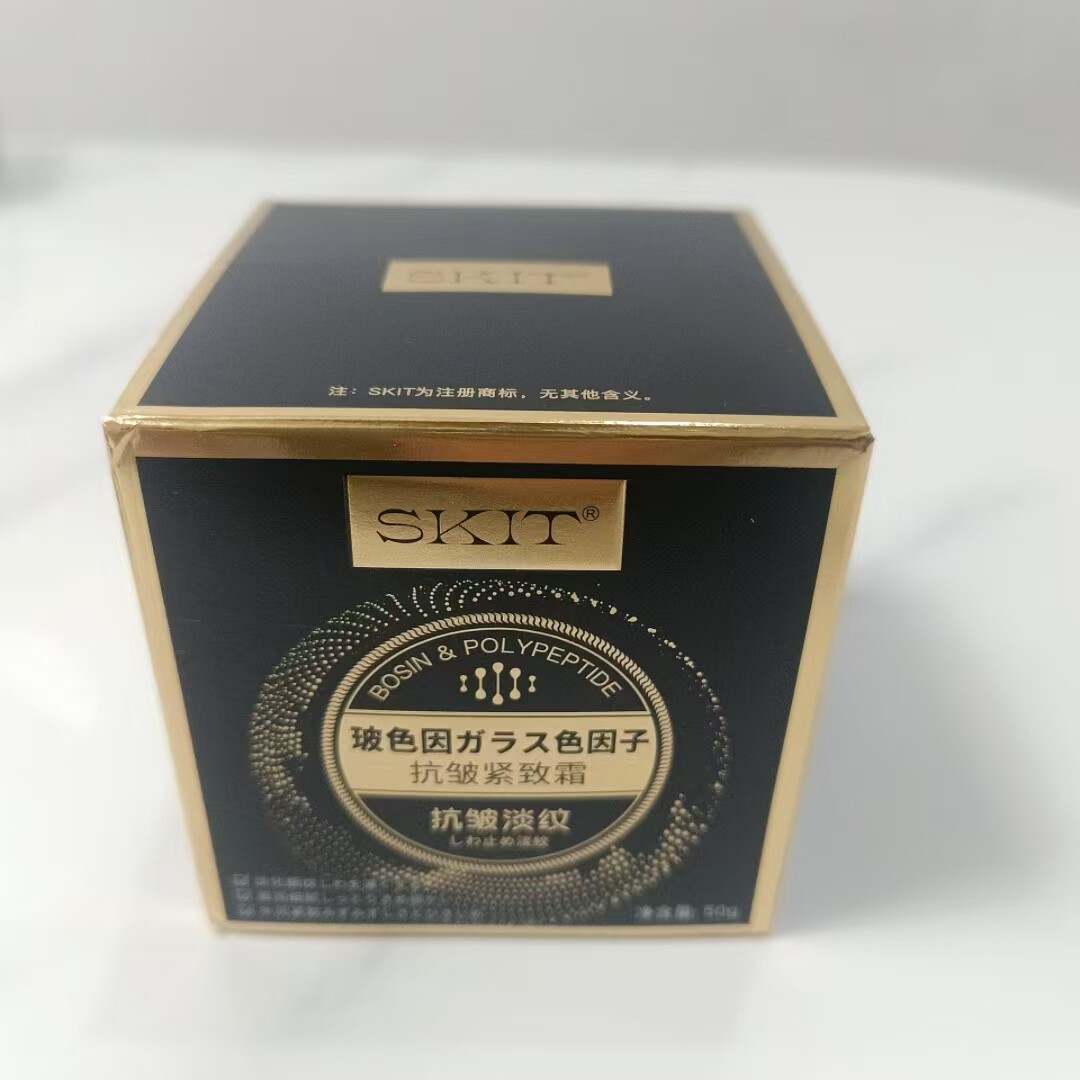 SKIT
注：SKIT为注册商标，无其他含义。
SKIT®
BOSIN & POLYPEPTIDE
玻色因ガラス色因子
抗皱紧致霜
抗皱淡纹
しわ止め淡紋
净含量: 50g